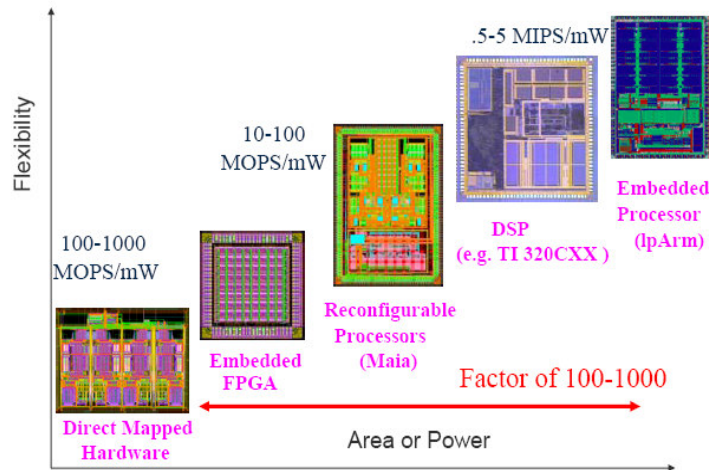 .5-5 MIPS/mW
Flexibility
10-100
MOPS/mW
100-1000
MOPS/mW
Embedded
Processor
(lpArm)
DSP
(e.g. TI 320CXX )
Reconfigurable
Processors
(Maia)
Embedded
FPGA
Factor of 100-1000
Direct Mapped
Hardware
Area or Power